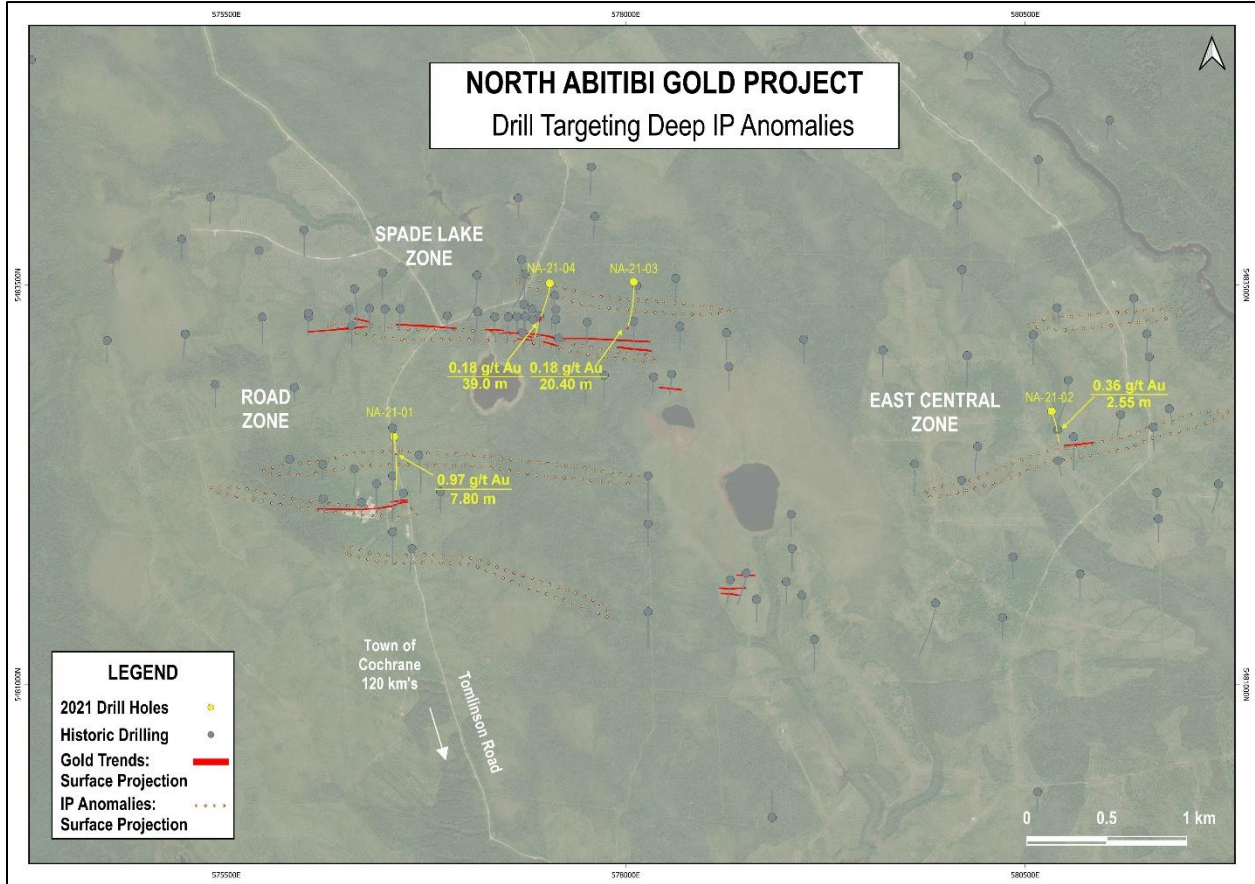 575500E
578000E
580500E
NORTH ABITIBI GOLD PROJECT
Drill Targeting Deep IP Anomalies
SPADE LAKE
ZONE
NA-21-04
NA-21-03
5483500N
5483500N
0.18 g/t Au
39.0 m
0.18 g/t Au
20.40 m
ROAD
ZONE
NA-21-01
0.97 g/t Au
7.80 m
EAST CENTRAL
ZONE
NA-21-02
0.36 g/t Au
2.55 m
Town of
Cochrane
120 km's
Tomlinson Road
5481000N
5481000N
LEGEND
2021 Drill Holes
Historic Drilling
Gold Trends:
Surface Projection
IP Anomalies:
Surface Projection
0 0.5 1 km
575500E
578000E
580500E